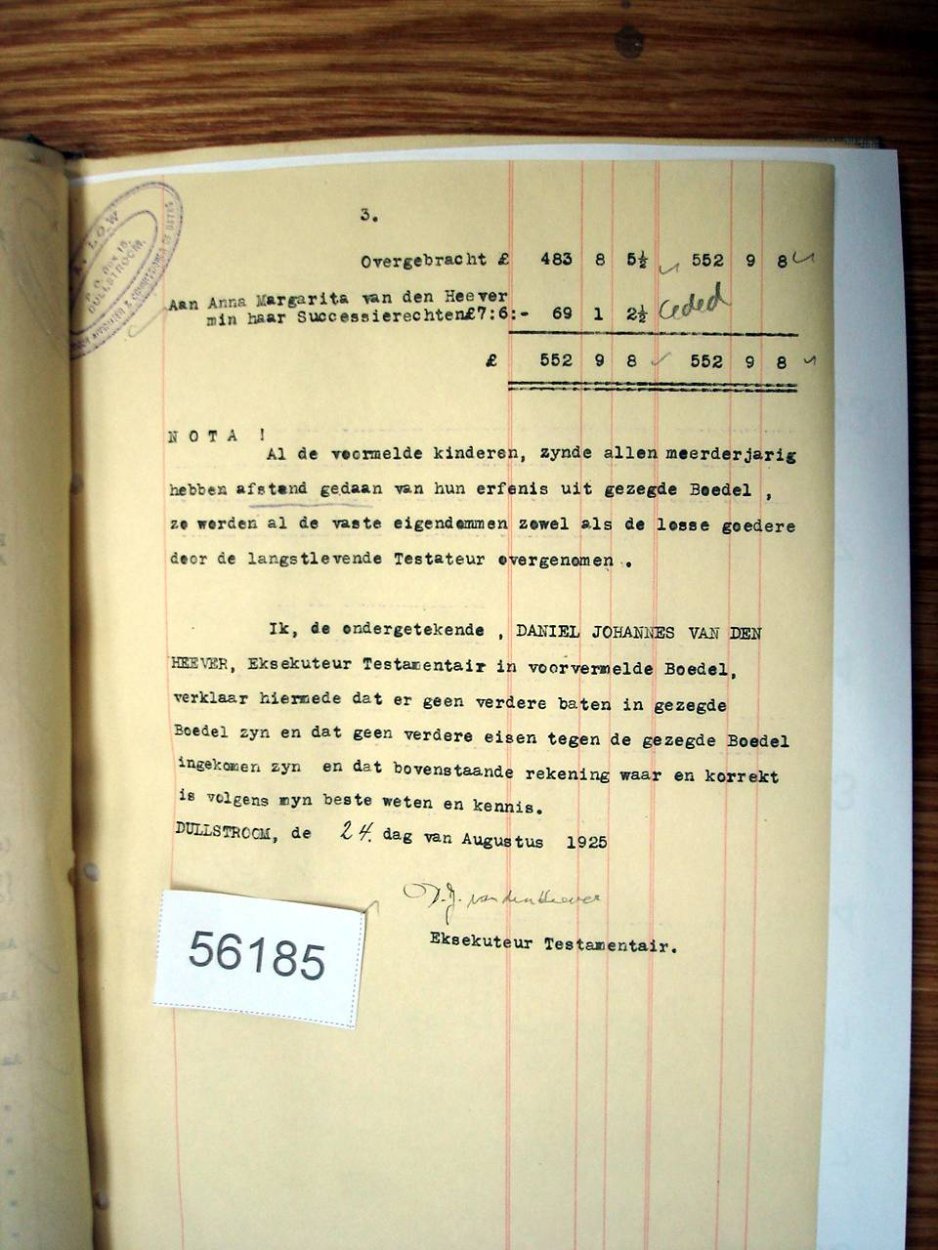 LOW
P.O. Box 15,
DULLSTROOM.
3.
Overgebracht £ 483 8 5½ 552 9 8
Aan Anna Margarita van den Heever
min haar Successierechten£7:6:- 69 1 2½ Ceded
£ 552 9 8 552 9 8
NOTA !
Al de voormelde kinderen, zynde allen meerderjarig
hebben afstand gedaan van hun erfenis uit gezegde Boedel ,
zo worden al de vaste eigendommen zowel als de losse goedere
door de langstlevende Testateur overgenomen .
Ik, de ondergetekende , DANIEL JOHANNES VAN DEN
HEEVER, Eksekuteur Testamentair in voorvermelde Boedel,
verklaar hiermede dat er geen verdere baten in gezegde
Boedel zyn en dat geen verdere eisen tegen de gezegde Boedel
ingekomen zyn en dat bovenstaande rekening waar en korrekt
is volgens myn beste weten en kennis.
DULLSTROOM, de 24. dag van Augustus 1925
D.J. van den Heever
Eksekuteur Testamentair.
56185